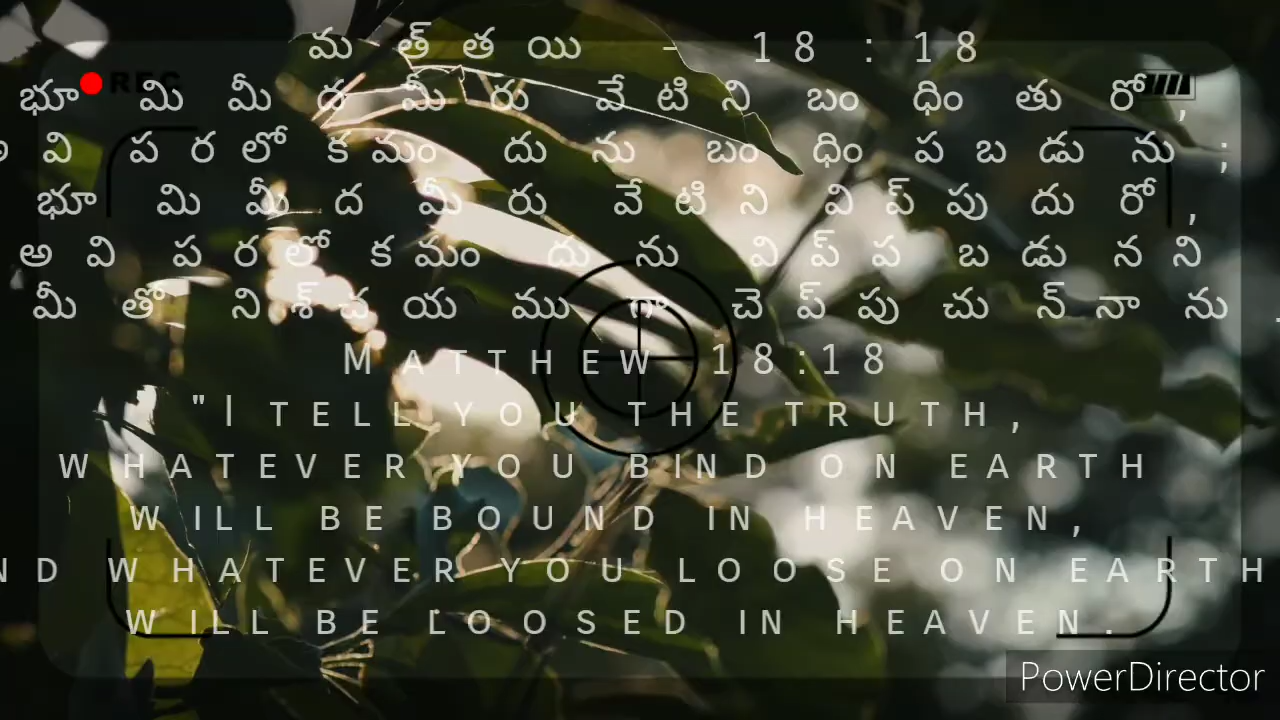 మత్తయి - 18 : 18
REC
భూమి మీద మీరు వేటిని బంధింతురో,
అవి పరలోకమందును బంధింపబడును ;
భూమి మీద మీరు వేటిని విప్పుదురో,
అవి పరలోకమందును విప్పబడునని
మీతో నిశ్చయముగా చెప్పుచున్నాను .
MATTHEW 18:18
"I TELL YOU THE TRUTH,
WHATEVER YOU BIND ON EARTH
WILL BE BOUND IN HEAVEN,
ND WHATEVER YOU LOOSE ON EARTH
WILL BE LOOSED IN HEAVEN.
PowerDirector